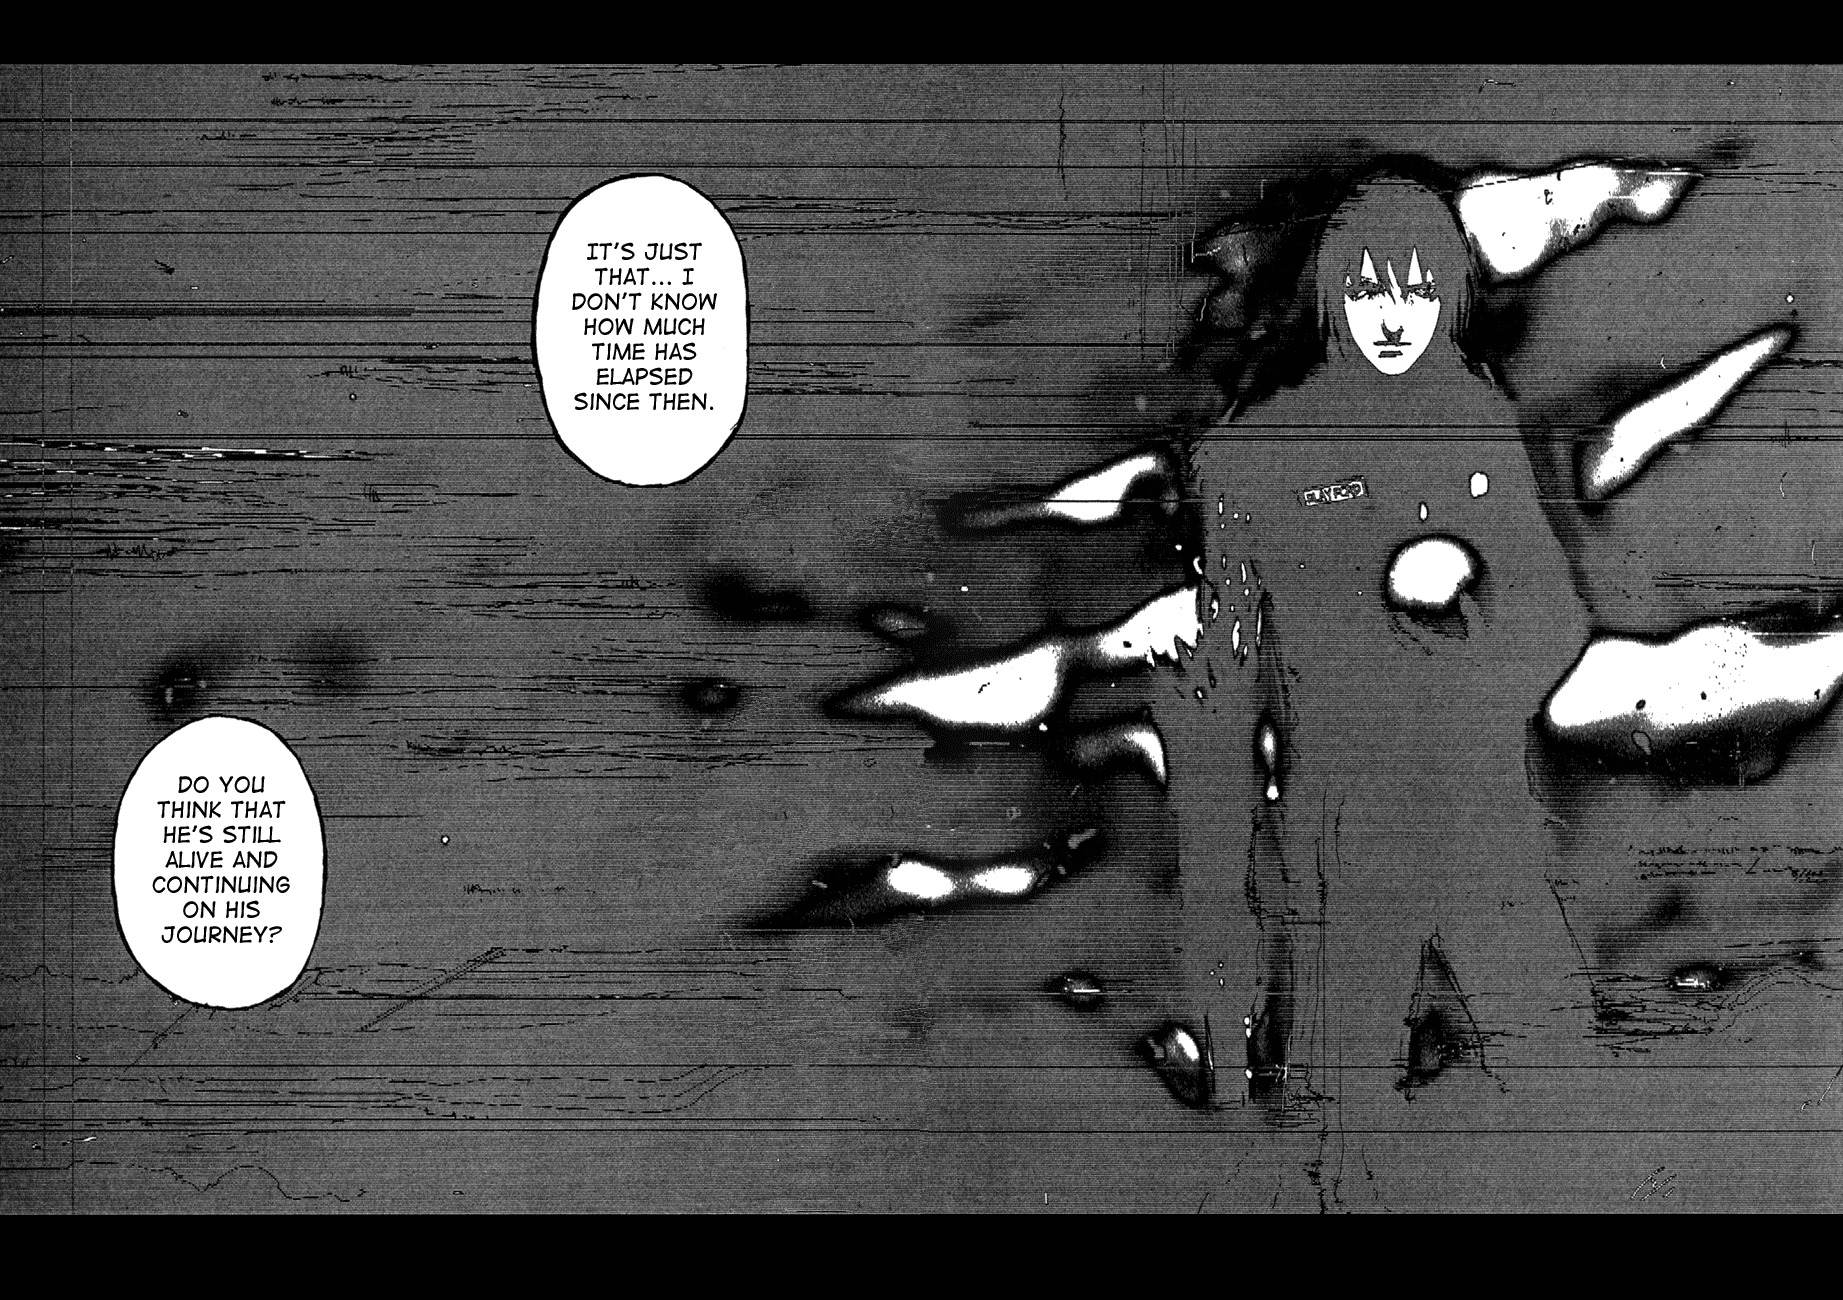 IT'S JUST
THAT... I
DON'T KNOW
HOW MUCH
TIME HAS
ELAPSED
SINCE THEN.
DO YOU
THINK THAT
HE'S STILL
ALIVE AND
CONTINUING
ON HIS
JOURNEY?